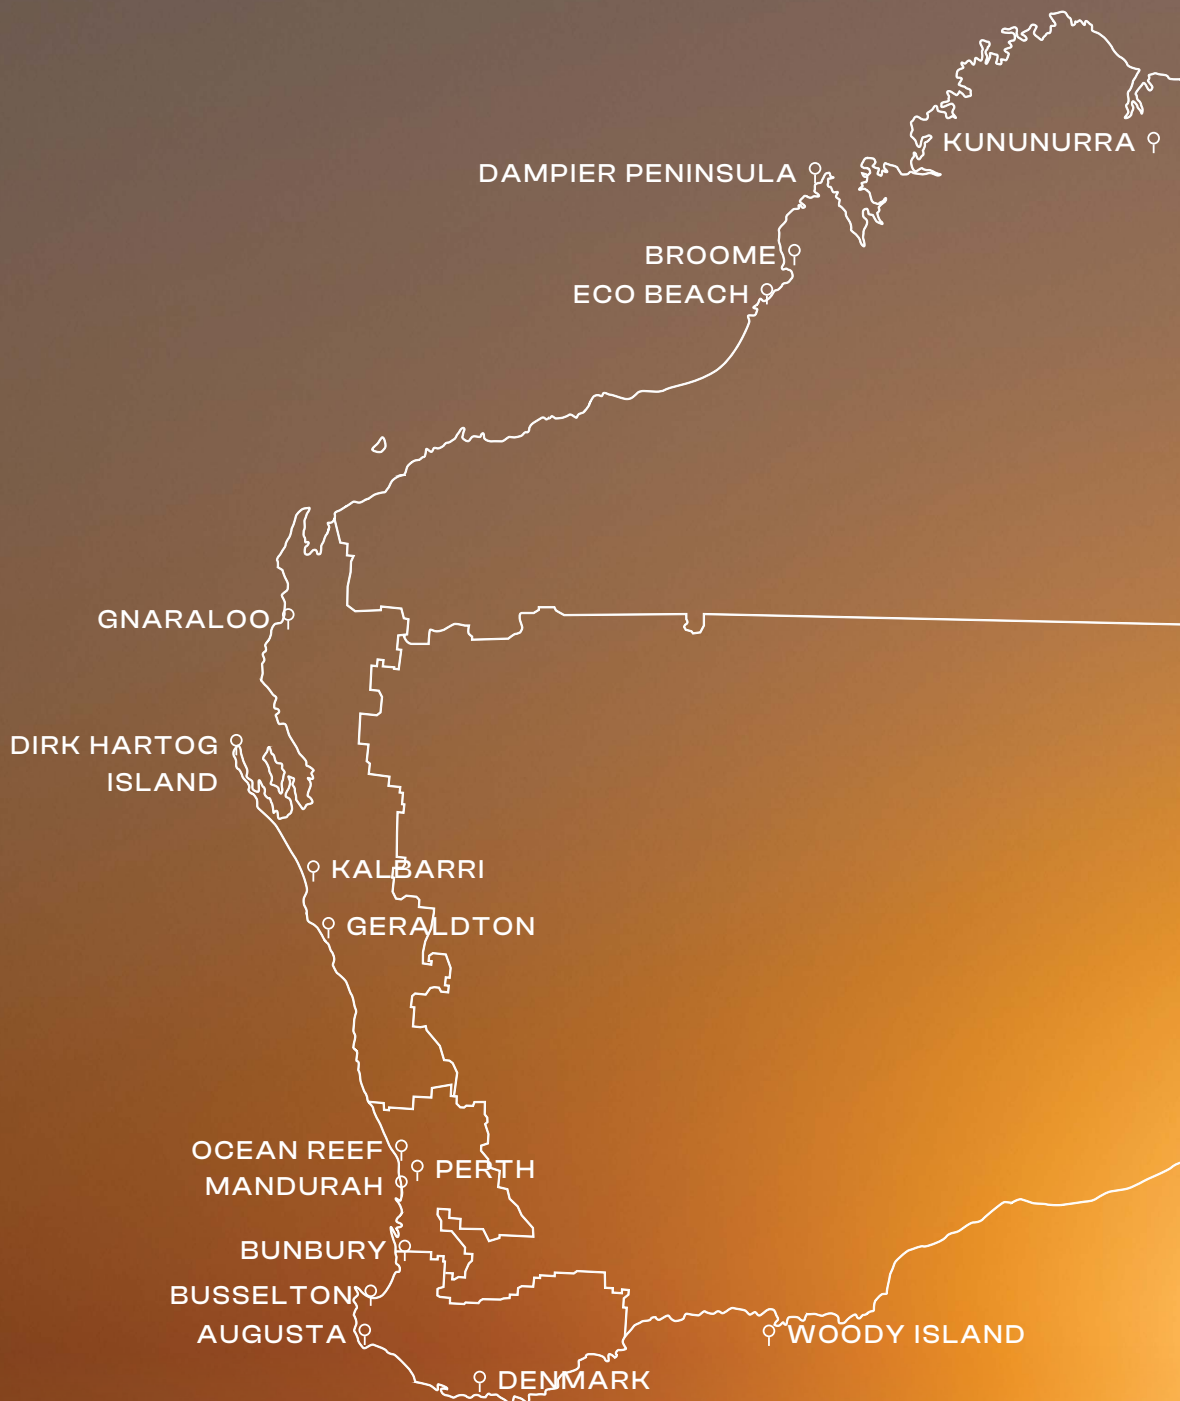 KUNUNURRA
DAMPIER PENINSULA
BROOME
ECO BEACH
GNARALOO
DIRK HARTOG
ISLAND
KALBARRI
GERALDTON
OCEAN REEF
PERTH
MANDURAH
BUNBURY
BUSSELTON
AUGUSTA
WOODY ISLAND
DENMARK